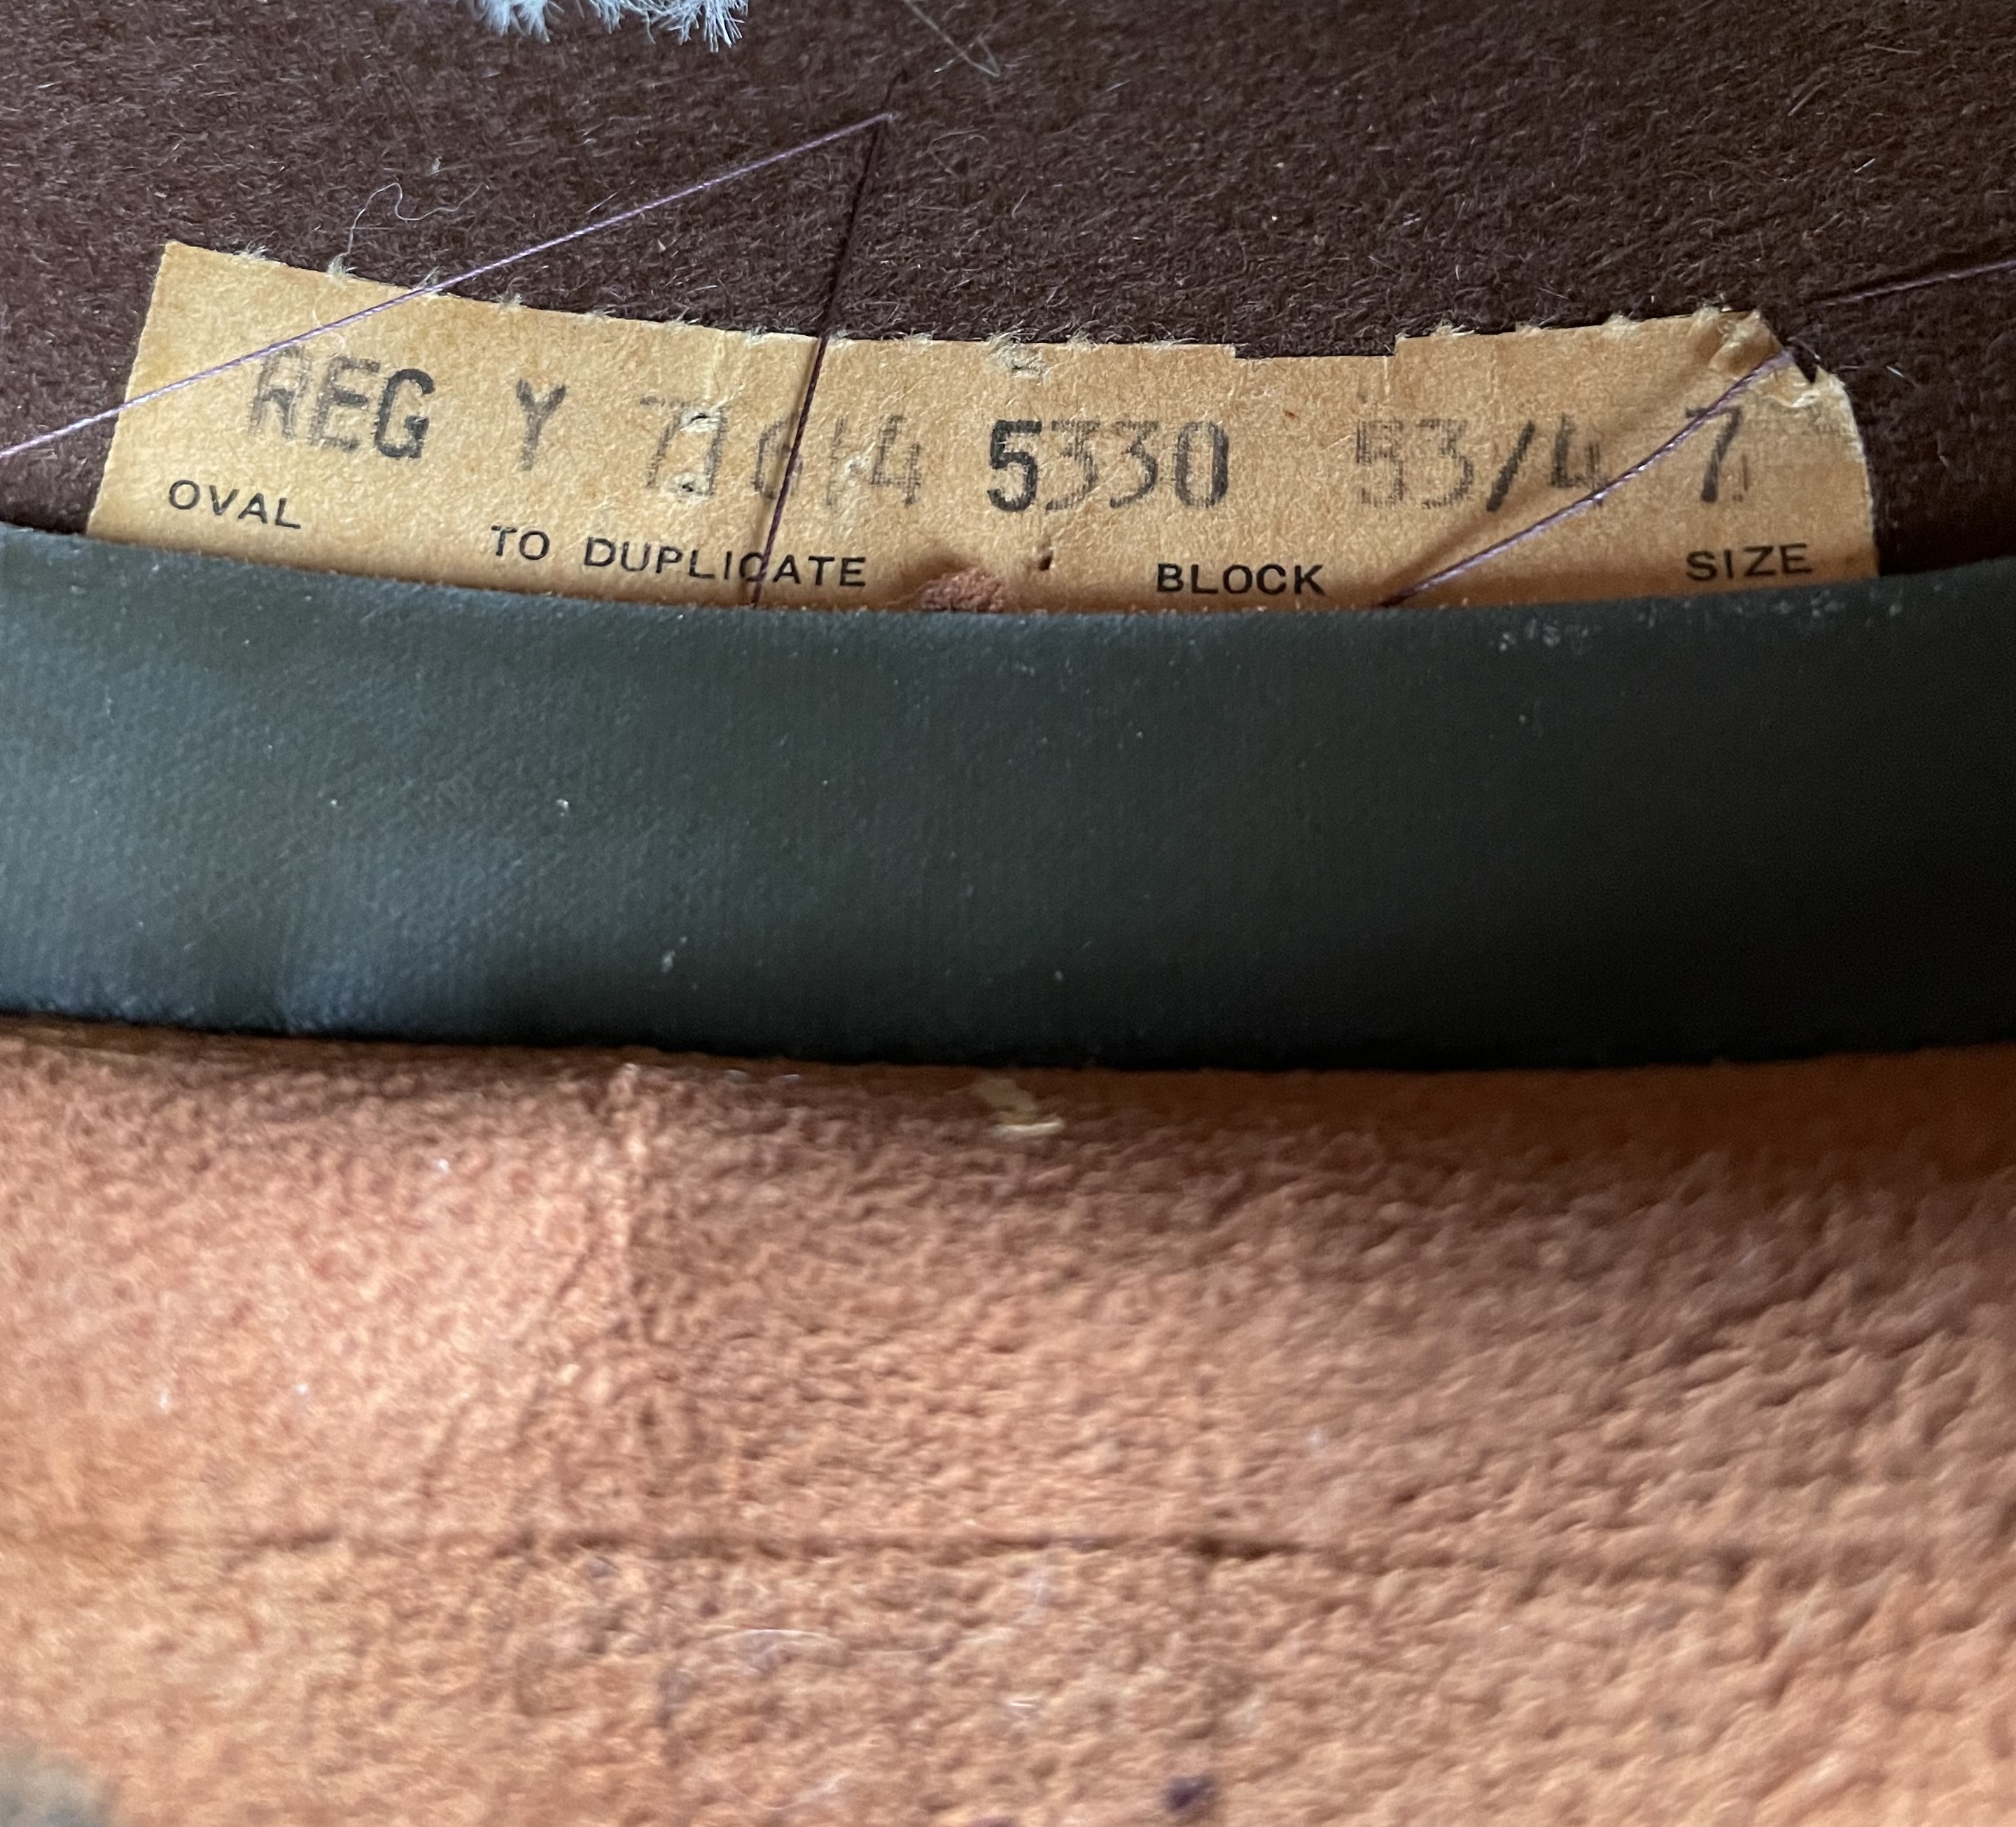 REG Y 5330 53/4 7
OVAL TO DUPLICATE BLOCK SIZE